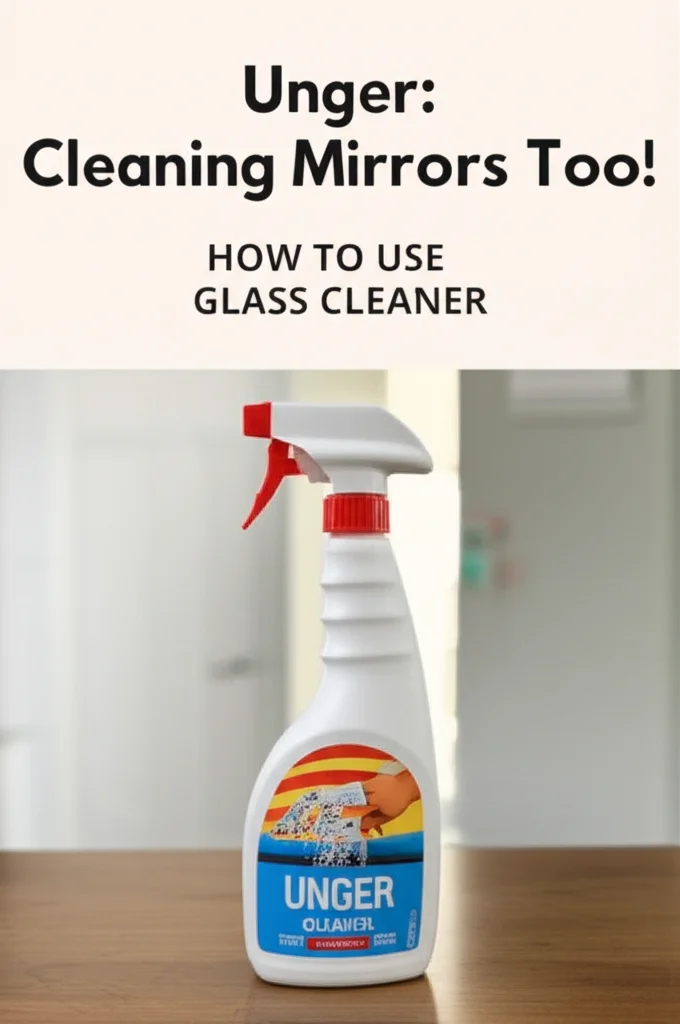 Unger:
Cleaning Mirrors Too!
HOW TO USE
GLASS CLEANER
UNGER